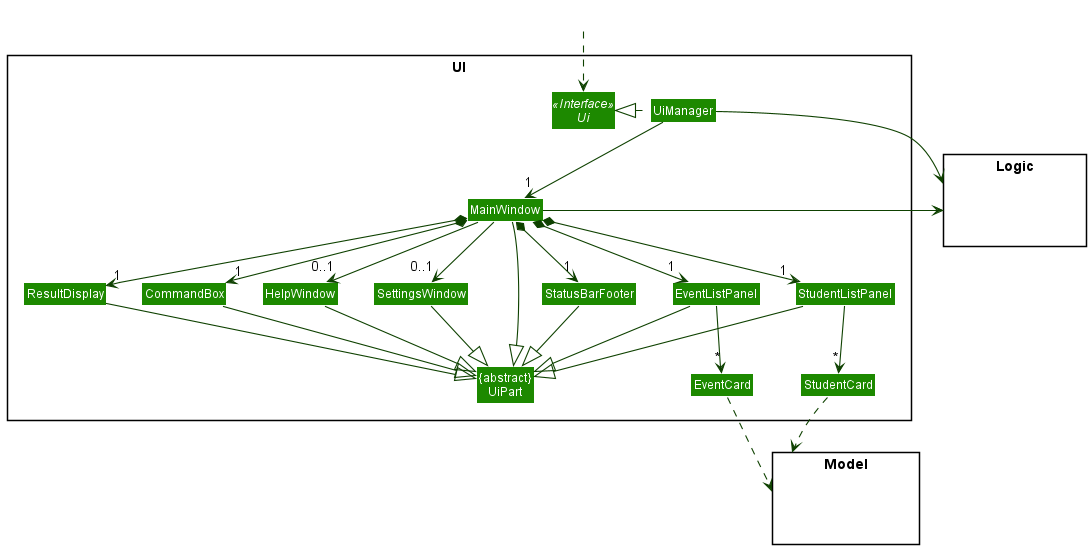 UI
«Interface»
Ui
UiManager
Logic
1
MainWindow
1
1
0..1
0..1
1
1
1
ResultDisplay
CommandBox
HelpWindow
SettingsWindow
StatusBarFooter
EventListPanel
StudentListPanel
*
*
{abstract}
UiPart
EventCard
StudentCard
Model